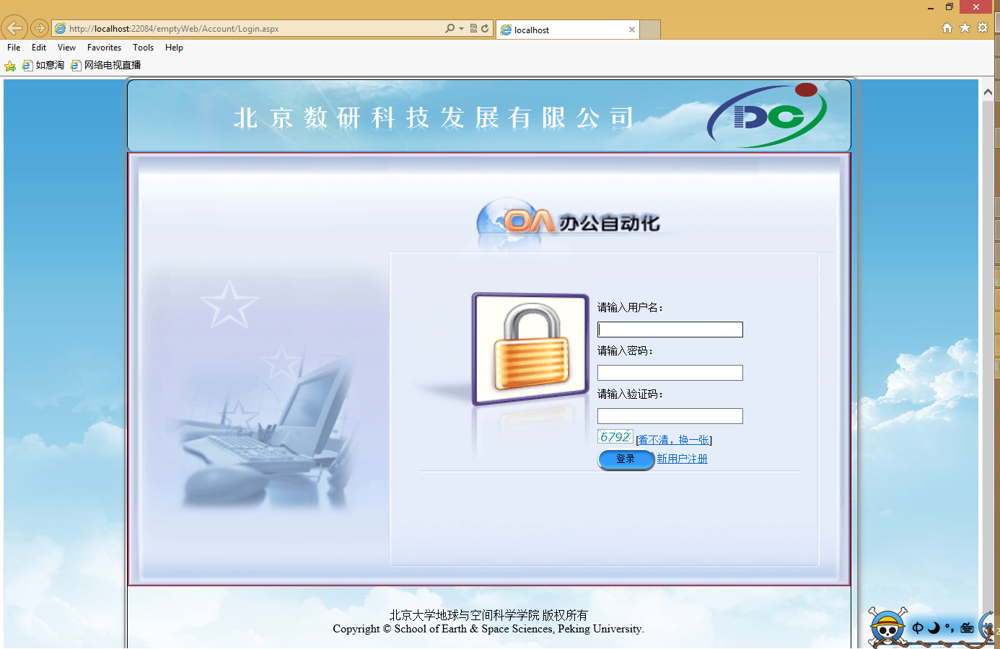 http://localhost:22084/emptyWeb/Account/Login.aspx
localhost
File Edit View Favorites Tools Help
如意淘 网络电视直播
北京数研科技发展有限公司
DC
OA 办公自动化
请输入用户名：
请输入密码：
请输入验证码：
6792 [看不清，换一张]
登录 新用户注册
北京大学地球与空间科学学院 版权所有
Copyright © School of Earth & Space Sciences, Peking University.